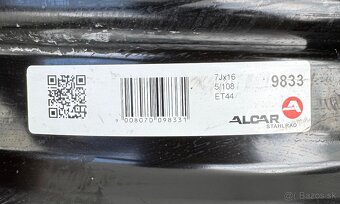 7Jx16
5/108
ET44
9833
9 008070 098331
ALCAR
STAHLRAD
© bazos.sk